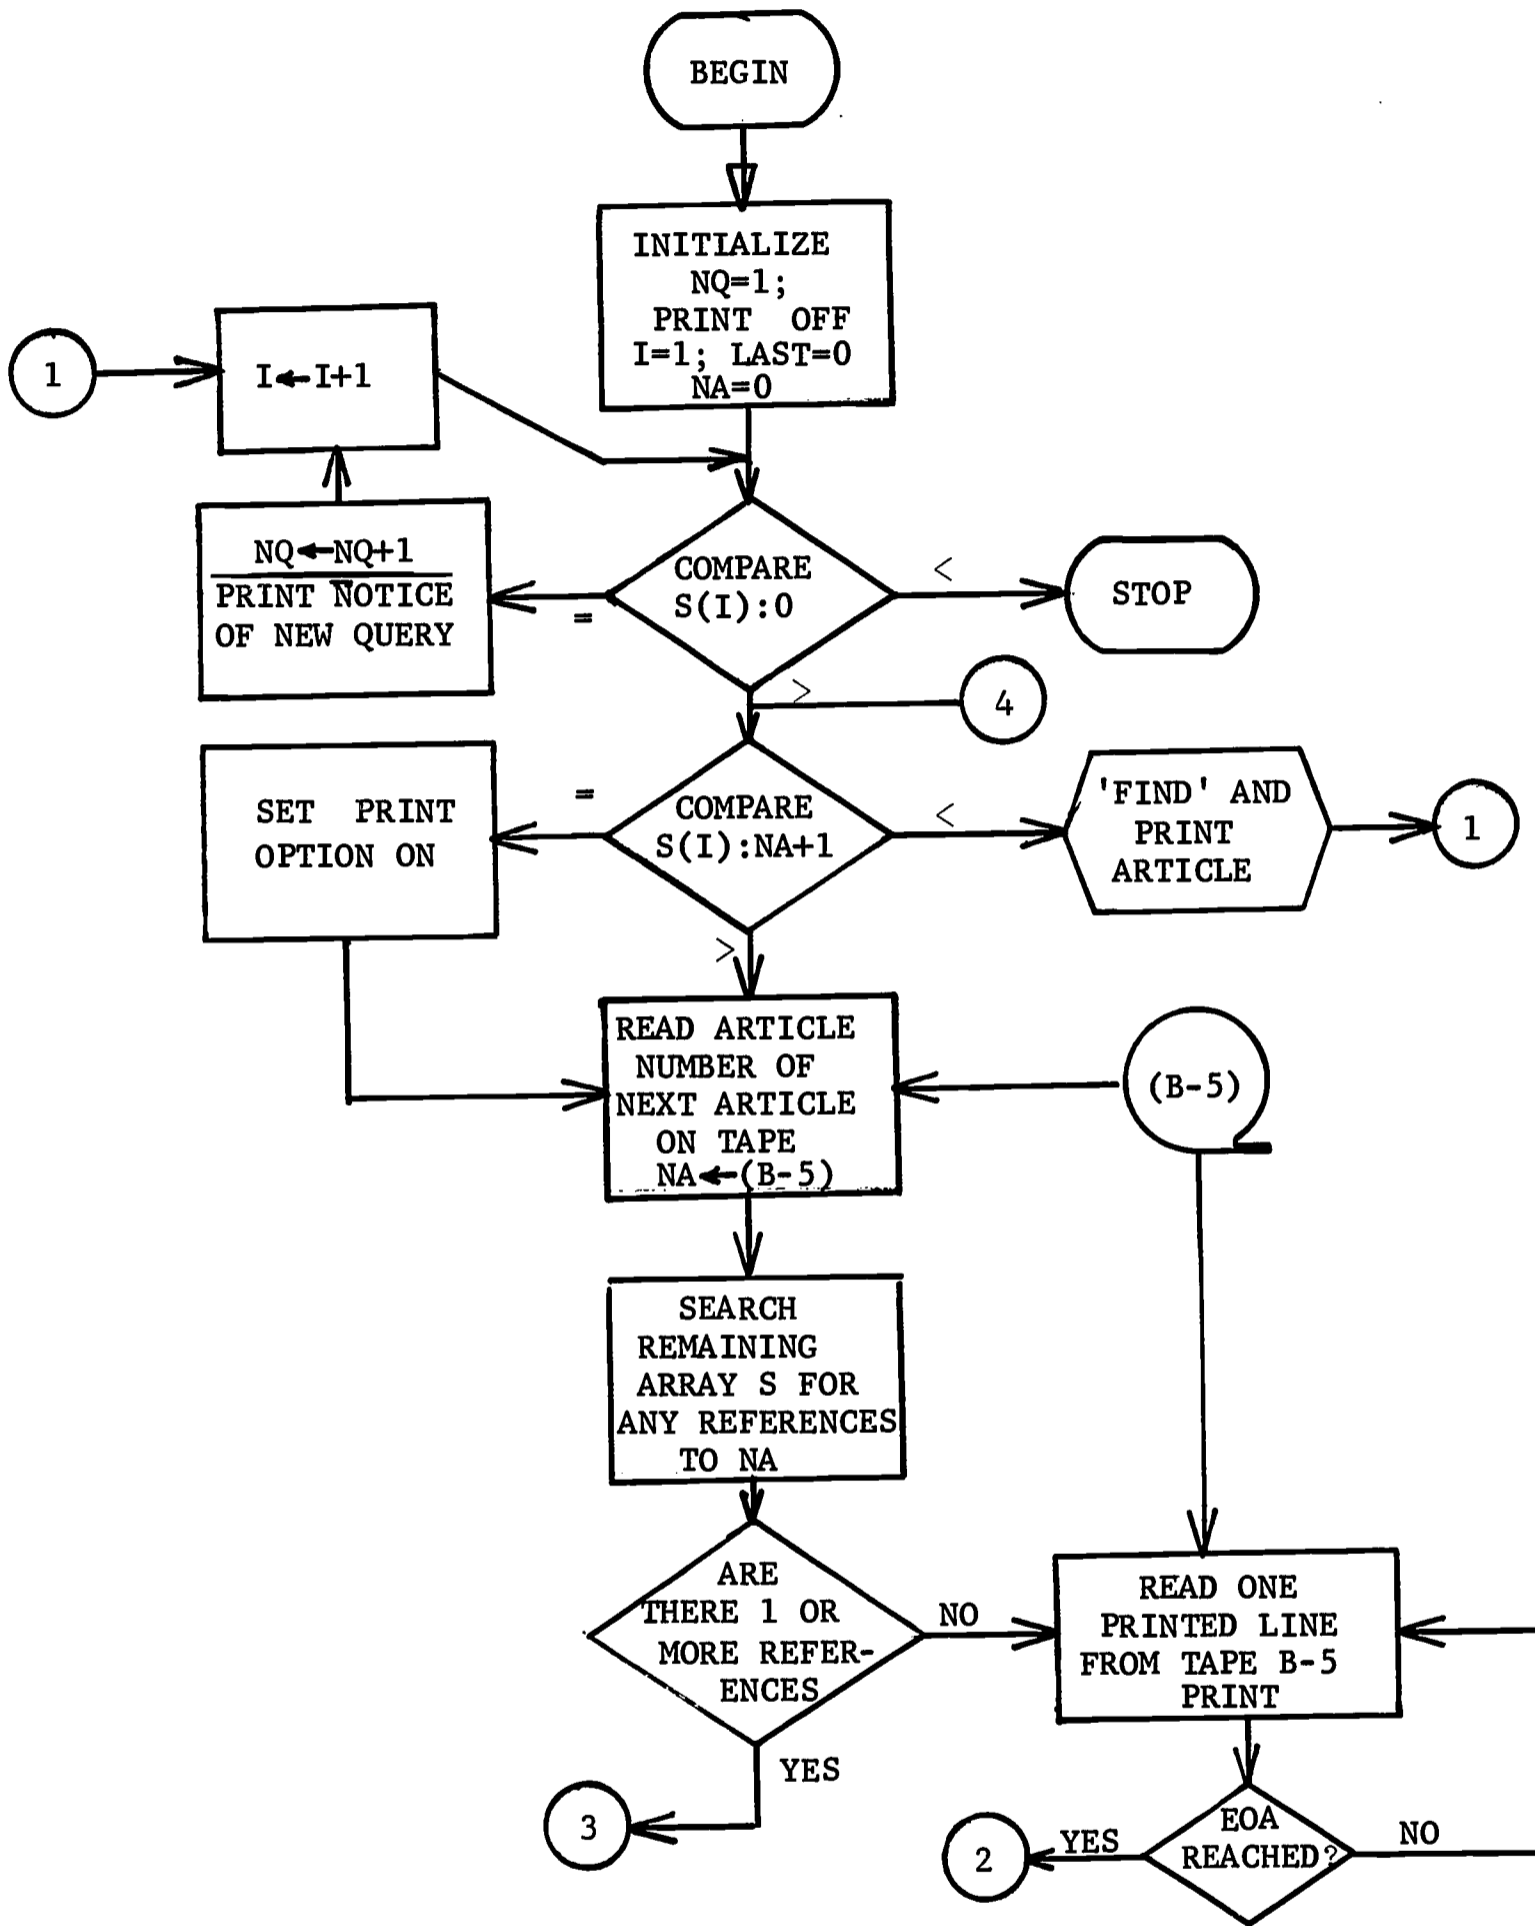 BEGIN
INITIALIZE
NQ=1;
PRINT OFF
I=1; LAST=0
NA=0
1
I←I+1
NQ←NQ+1
PRINT NOTICE
OF NEW QUERY
=
COMPARE
S(I):0
<
STOP
>
4
SET PRINT
OPTION ON
=
COMPARE
S(I):NA+1
<
'FIND' AND
PRINT
ARTICLE
1
>
READ ARTICLE
NUMBER OF
NEXT ARTICLE
ON TAPE
NA←(B-5)
(B-5)
SEARCH
REMAINING
ARRAY S FOR
ANY REFERENCES
TO NA
ARE
THERE 1 OR
MORE REFER-
ENCES
NO
READ ONE
PRINTED LINE
FROM TAPE B-5
PRINT
YES
3
EOA
REACHED?
YES
2
NO